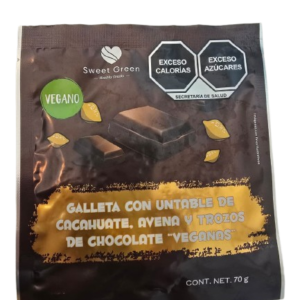 Sweet Green
VEGANO
EXCESO
CALORÍAS
EXCESO
AZÚCARES
SECRETARÍA DE SALUD
GALLETA CON UNTABLE DE
CACAHUATE, AVENA Y TROZOS
DE CHOCOLATE "VEGANAS"
CONT. NET. 70 g